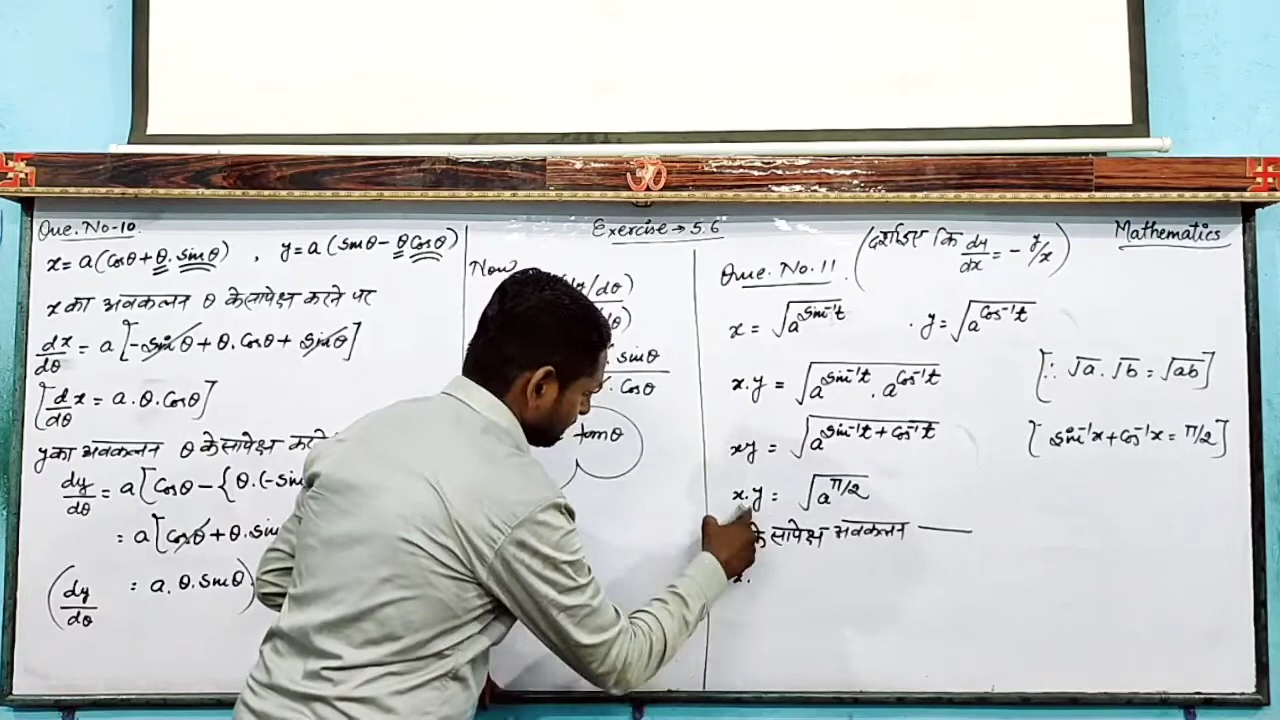 Que. No-10.
x = a(Cosθ + θ. Sinθ) , y = a(Sinθ - θ Cosθ)
x का अवकलन θ के सापेक्ष करने पर
dx/dθ = a [-Sinθ + θ. Cosθ + Sinθ]
[d/dθ x = a.θ.Cosθ]
y का अवकलन θ के सापेक्ष
dy/dθ = a[Cosθ - {θ.(-Sin
= a[Cosθ + θ.Sin
(dy/dθ = a. θ. Sinθ)
Exercise → 5.6
Now
/dθ)
θ)
. Sinθ
. Cosθ
tanθ
Mathematics
Que. No. 11. (दर्शाइए कि dy/dx = - y/x)
x = √a^Sin⁻¹t . y = √a^Cos⁻¹t
x.y = √a^Sin⁻¹t . a^Cos⁻¹t [∵ √a . √b = √ab]
xy = √a^Sin⁻¹t + Cos⁻¹t [Sin⁻¹x + Cos⁻¹x = π/2]
x.y = √a^π/2
के सापेक्ष अवकलन —
x.